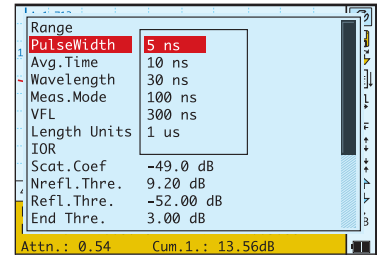 Range
PulseWidth 5 ns
Avg.Time 10 ns
Wavelength 30 ns
Meas.Mode 100 ns
VFL 300 ns
Length Units 1 us
IOR
Scat.Coef -49.0 dB
Nrefl.Thre. 9.20 dB
Refl.Thre. -52.00 dB
End Thre. 3.00 dB
Attn.: 0.54 Cum.1.: 13.56dB